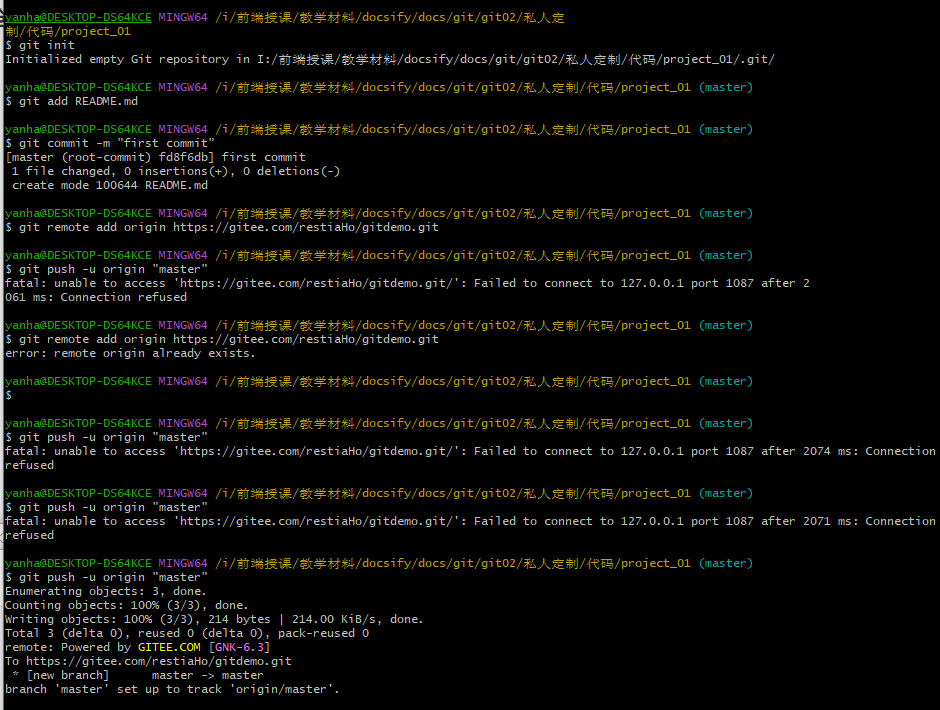 yanha@DESKTOP-DS64KCE MINGW64 /i/前端授课/教学材料/docsify/docs/git/git02/私人定
制/代码/project_01
$ git init
Initialized empty Git repository in I:/前端授课/教学材料/docsify/docs/git/git02/私人定制/代码/project_01/.git/
yanha@DESKTOP-DS64KCE MINGW64 /i/前端授课/教学材料/docsify/docs/git/git02/私人定制/代码/project_01 (master)
$ git add README.md
yanha@DESKTOP-DS64KCE MINGW64 /i/前端授课/教学材料/docsify/docs/git/git02/私人定制/代码/project_01 (master)
$ git commit -m "first commit"
[master (root-commit) fd8f6db] first commit
 1 file changed, 0 insertions(+), 0 deletions(-)
 create mode 100644 README.md
yanha@DESKTOP-DS64KCE MINGW64 /i/前端授课/教学材料/docsify/docs/git/git02/私人定制/代码/project_01 (master)
$ git remote add origin https://gitee.com/restiaHo/gitdemo.git
yanha@DESKTOP-DS64KCE MINGW64 /i/前端授课/教学材料/docsify/docs/git/git02/私人定制/代码/project_01 (master)
$ git push -u origin "master"
fatal: unable to access 'https://gitee.com/restiaHo/gitdemo.git/': Failed to connect to 127.0.0.1 port 1087 after 2
061 ms: Connection refused
yanha@DESKTOP-DS64KCE MINGW64 /i/前端授课/教学材料/docsify/docs/git/git02/私人定制/代码/project_01 (master)
$ git remote add origin https://gitee.com/restiaHo/gitdemo.git
error: remote origin already exists.
yanha@DESKTOP-DS64KCE MINGW64 /i/前端授课/教学材料/docsify/docs/git/git02/私人定制/代码/project_01 (master)
$
yanha@DESKTOP-DS64KCE MINGW64 /i/前端授课/教学材料/docsify/docs/git/git02/私人定制/代码/project_01 (master)
$ git push -u origin "master"
fatal: unable to access 'https://gitee.com/restiaHo/gitdemo.git/': Failed to connect to 127.0.0.1 port 1087 after 2074 ms: Connection
refused
yanha@DESKTOP-DS64KCE MINGW64 /i/前端授课/教学材料/docsify/docs/git/git02/私人定制/代码/project_01 (master)
$ git push -u origin "master"
fatal: unable to access 'https://gitee.com/restiaHo/gitdemo.git/': Failed to connect to 127.0.0.1 port 1087 after 2071 ms: Connection
refused
yanha@DESKTOP-DS64KCE MINGW64 /i/前端授课/教学材料/docsify/docs/git/git02/私人定制/代码/project_01 (master)
$ git push -u origin "master"
Enumerating objects: 3, done.
Counting objects: 100% (3/3), done.
Writing objects: 100% (3/3), 214 bytes | 214.00 KiB/s, done.
Total 3 (delta 0), reused 0 (delta 0), pack-reused 0
remote: Powered by GITEE.COM [GNK-6.3]
To https://gitee.com/restiaHo/gitdemo.git
 * [new branch]      master -> master
branch 'master' set up to track 'origin/master'.